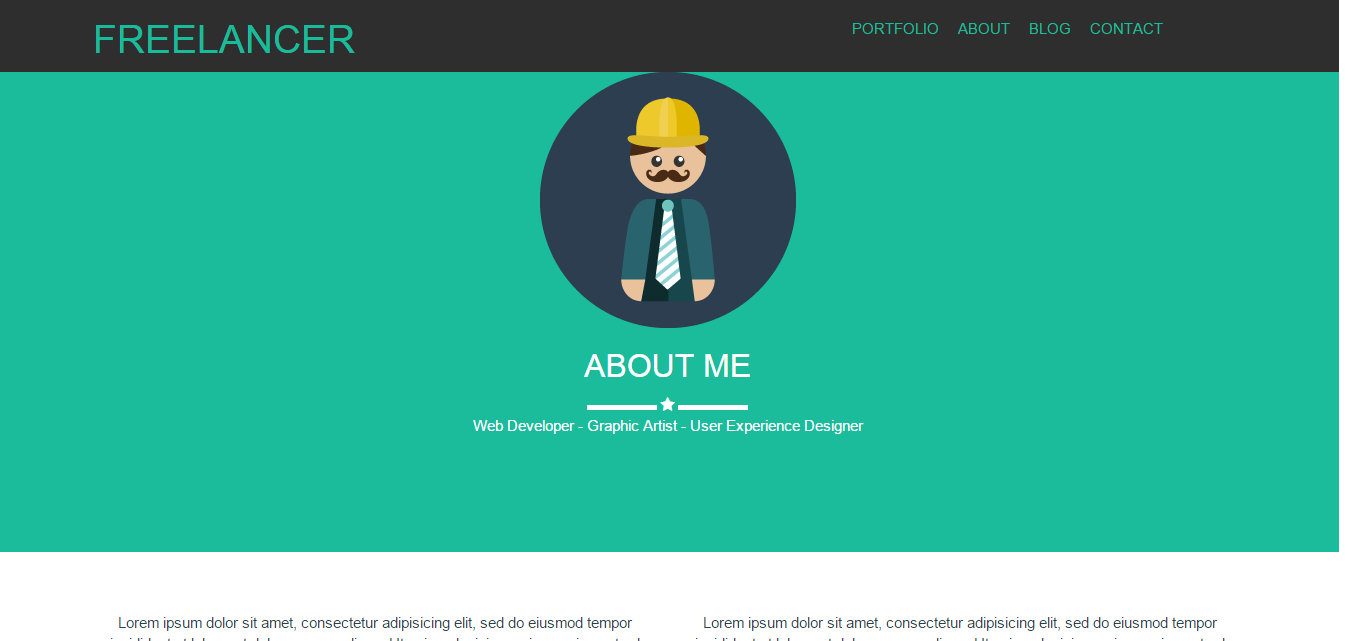 FREELANCER
PORTFOLIO ABOUT BLOG CONTACT
ABOUT ME
Web Developer - Graphic Artist - User Experience Designer
Lorem ipsum dolor sit amet, consectetur adipisicing elit, sed do eiusmod tempor
Lorem ipsum dolor sit amet, consectetur adipisicing elit, sed do eiusmod tempor